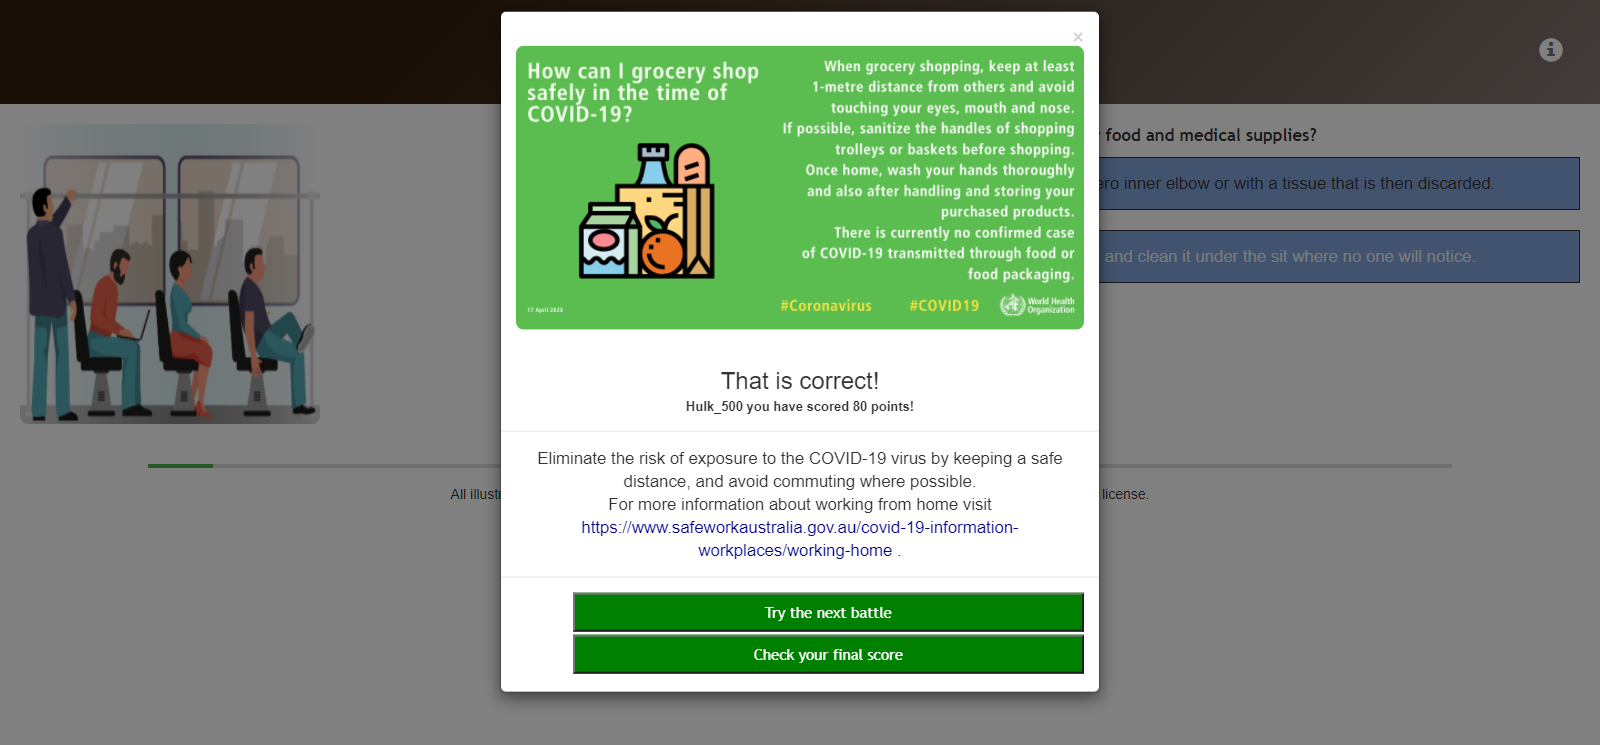 ×
How can I grocery shop
safely in the time of
COVID-19?
When grocery shopping, keep at least
1-metre distance from others and avoid
touching your eyes, mouth and nose.
If possible, sanitize the handles of shopping
trolleys or baskets before shopping.
Once home, wash your hands thoroughly
and also after handling and storing your
purchased products.
There is currently no confirmed case
of COVID-19 transmitted through food or
food packaging.
17 April 2020
#Coronavirus #COVID19
World Health
Organization
food and medical supplies?
ero inner elbow or with a tissue that is then discarded.
and clean it under the sit where no one will notice.
That is correct!
Hulk_500 you have scored 80 points!
Eliminate the risk of exposure to the COVID-19 virus by keeping a safe
distance, and avoid commuting where possible.
For more information about working from home visit
https://www.safeworkaustralia.gov.au/covid-19-information-
workplaces/working-home .
All illust
license.
Try the next battle
Check your final score